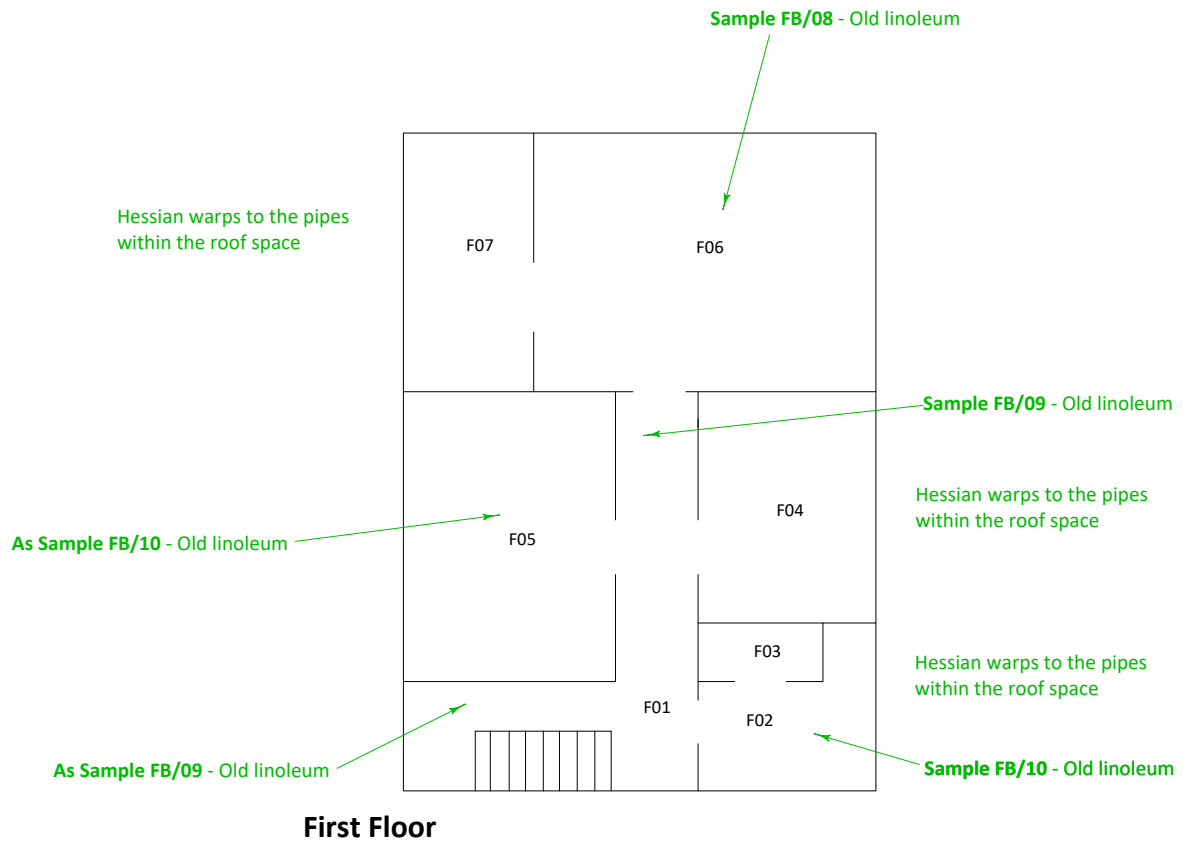 Sample FB/08 - Old linoleum
Hessian warps to the pipes
within the roof space
F07
F06
Sample FB/09 - Old linoleum
Hessian warps to the pipes
within the roof space
F04
As Sample FB/10 - Old linoleum
F05
F03
Hessian warps to the pipes
within the roof space
F01
F02
As Sample FB/09 - Old linoleum
Sample FB/10 - Old linoleum
First Floor